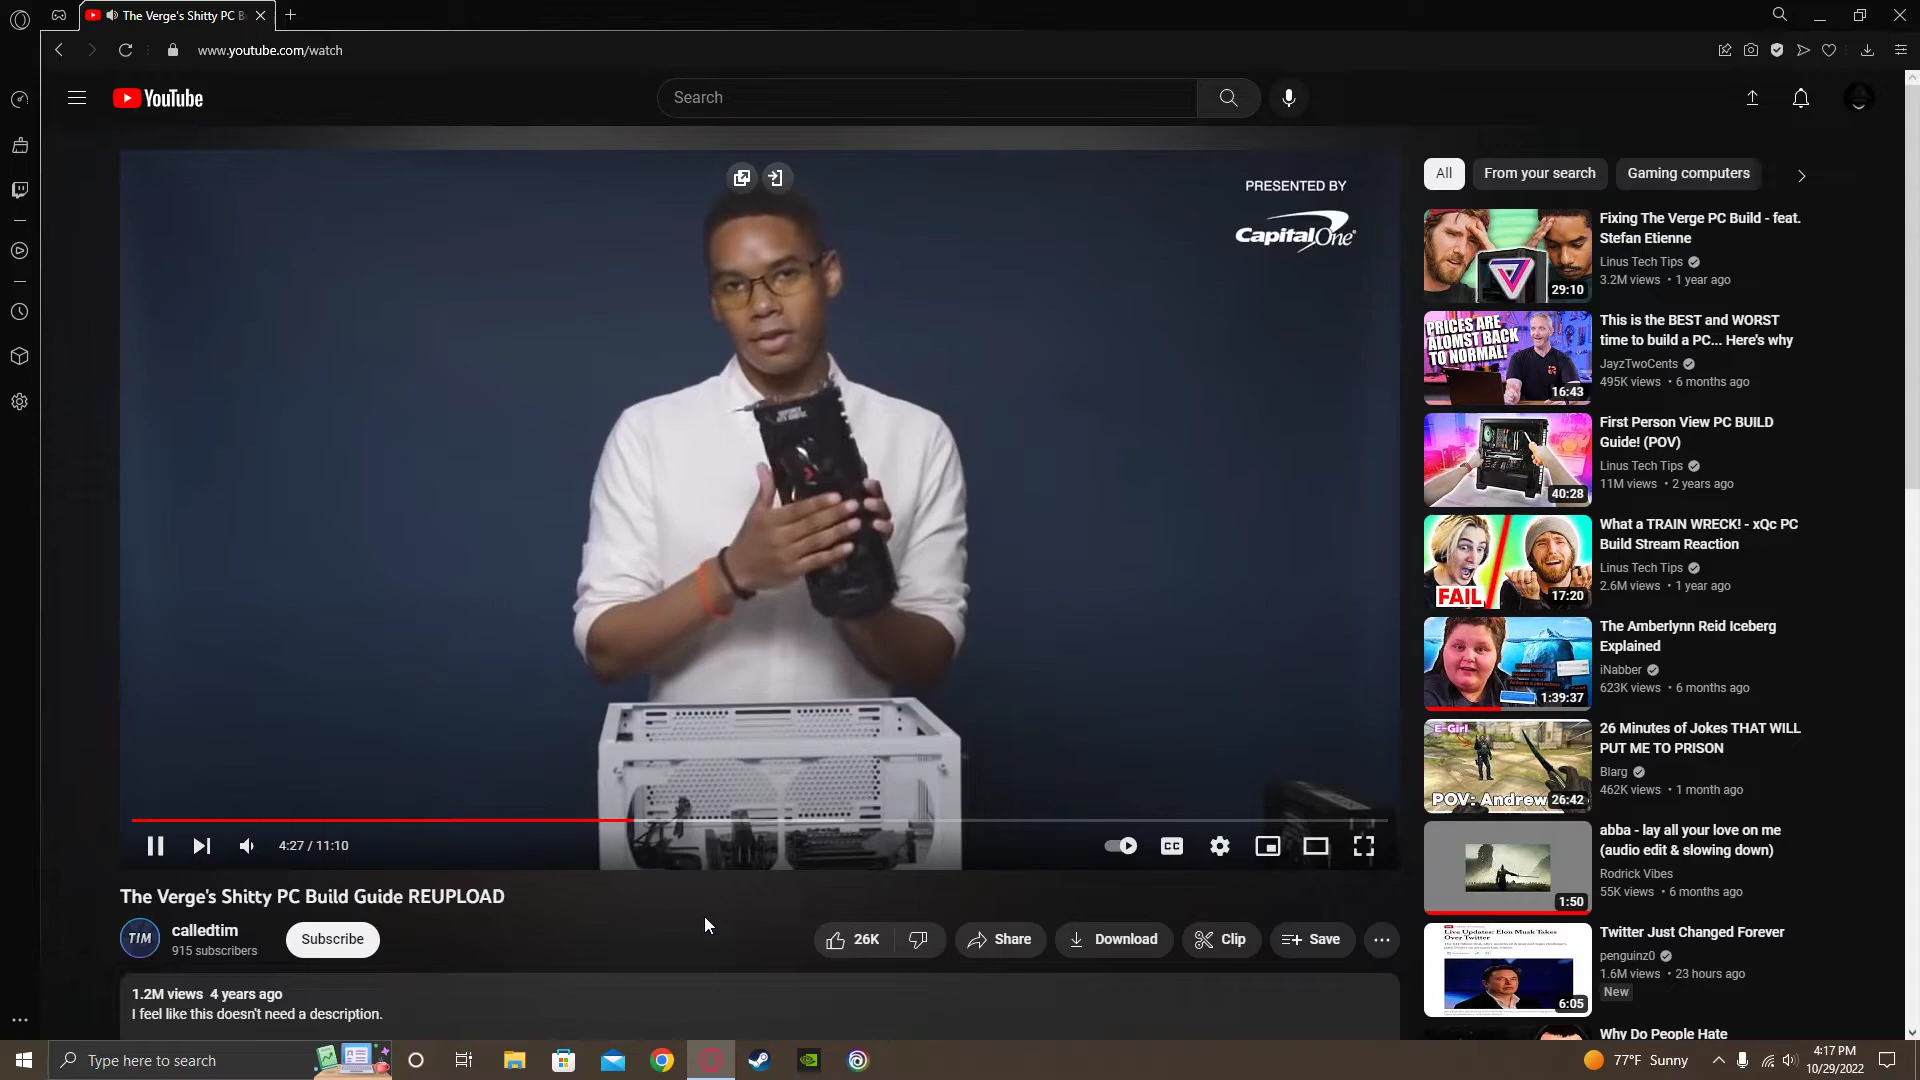 The Verge's Shitty PC B
www.youtube.com/watch
YouTube
Search
PRESENTED BY
CapitalOne
4:27 / 11:10
CC
The Verge's Shitty PC Build Guide REUPLOAD
TIM
calledtim
915 subscribers
Subscribe
26K
Share
Download
Clip
Save
1.2M views 4 years ago
I feel like this doesn't need a description.
All
From your search
Gaming computers
29:10
Fixing The Verge PC Build - feat.
Stefan Etienne
Linus Tech Tips
3.2M views • 1 year ago
PRICES ARE
ALOMST BACK
TO NORMAL!
16:43
This is the BEST and WORST
time to build a PC... Here's why
JayzTwoCents
495K views • 6 months ago
40:28
First Person View PC BUILD
Guide! (POV)
Linus Tech Tips
11M views • 2 years ago
FAIL
17:20
What a TRAIN WRECK! - xQc PC
Build Stream Reaction
Linus Tech Tips
2.6M views • 1 year ago
1:39:37
The Amberlynn Reid Iceberg
Explained
iNabber
623K views • 6 months ago
E-Girl
POV: Andrew
26:42
26 Minutes of Jokes THAT WILL
PUT ME TO PRISON
Blarg
462K views • 1 month ago
1:50
abba - lay all your love on me
(audio edit & slowing down)
Rodrick Vibes
55K views • 6 months ago
Live Updates: Elon Musk Takes
Over Twitter
6:05
Twitter Just Changed Forever
penguinz0
1.6M views • 23 hours ago
New
Why Do People Hate
Type here to search
77°F Sunny
4:17 PM
10/29/2022